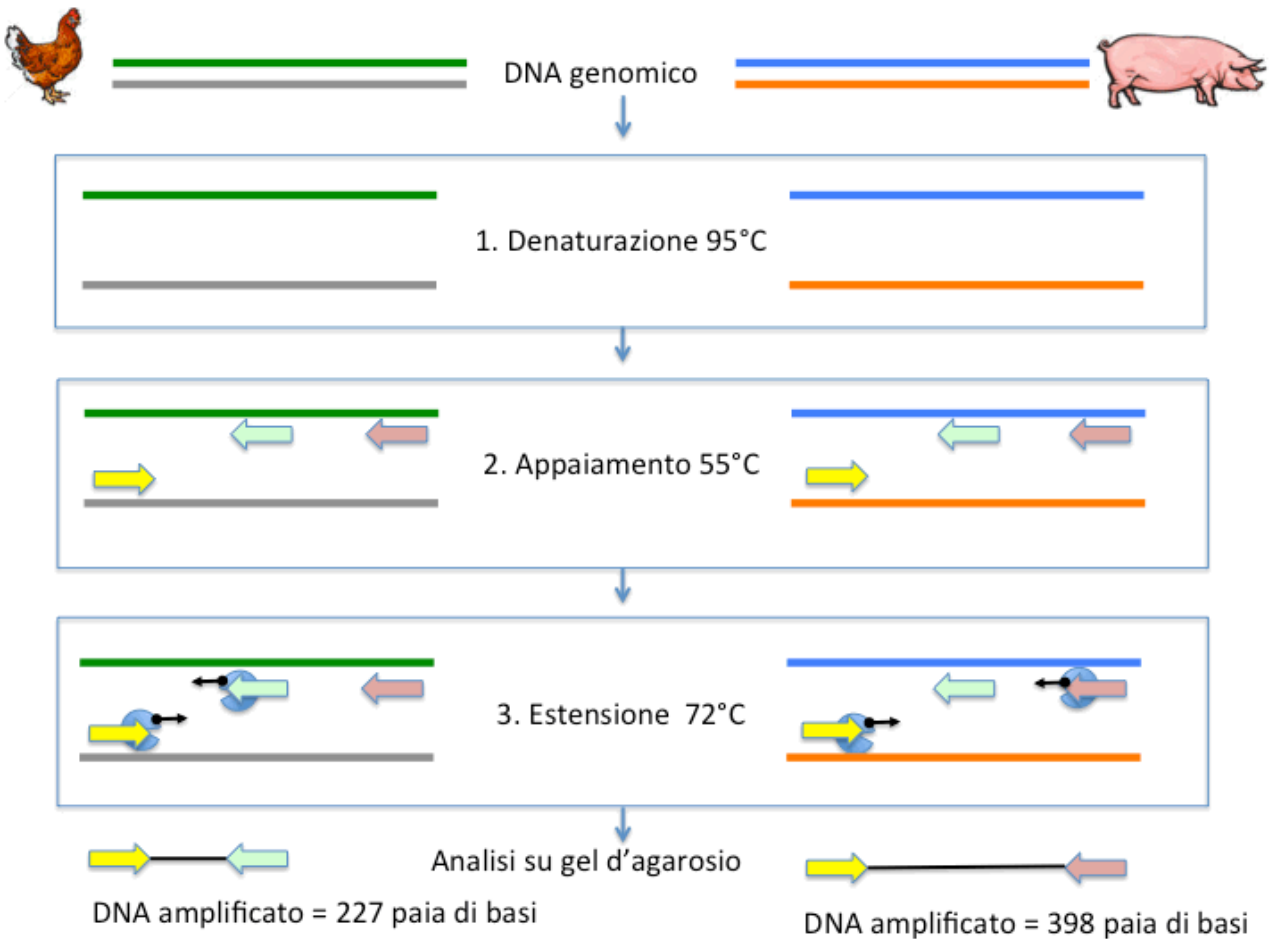 DNA genomico
1. Denaturazione 95°C
2. Appaiamento 55°C
3. Estensione 72°C
Analisi su gel d'agarosio
DNA amplificato = 227 paia di basi
DNA amplificato = 398 paia di basi